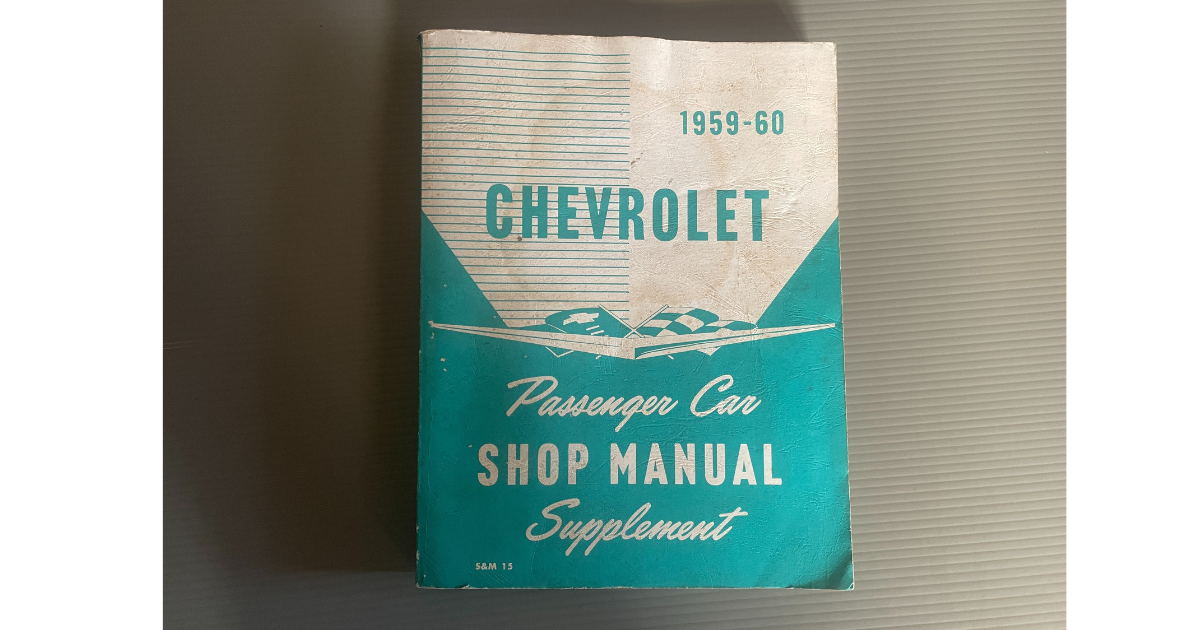 1959-60
CHEVROLET
Passenger Car
SHOP MANUAL
Supplement
S&M 15